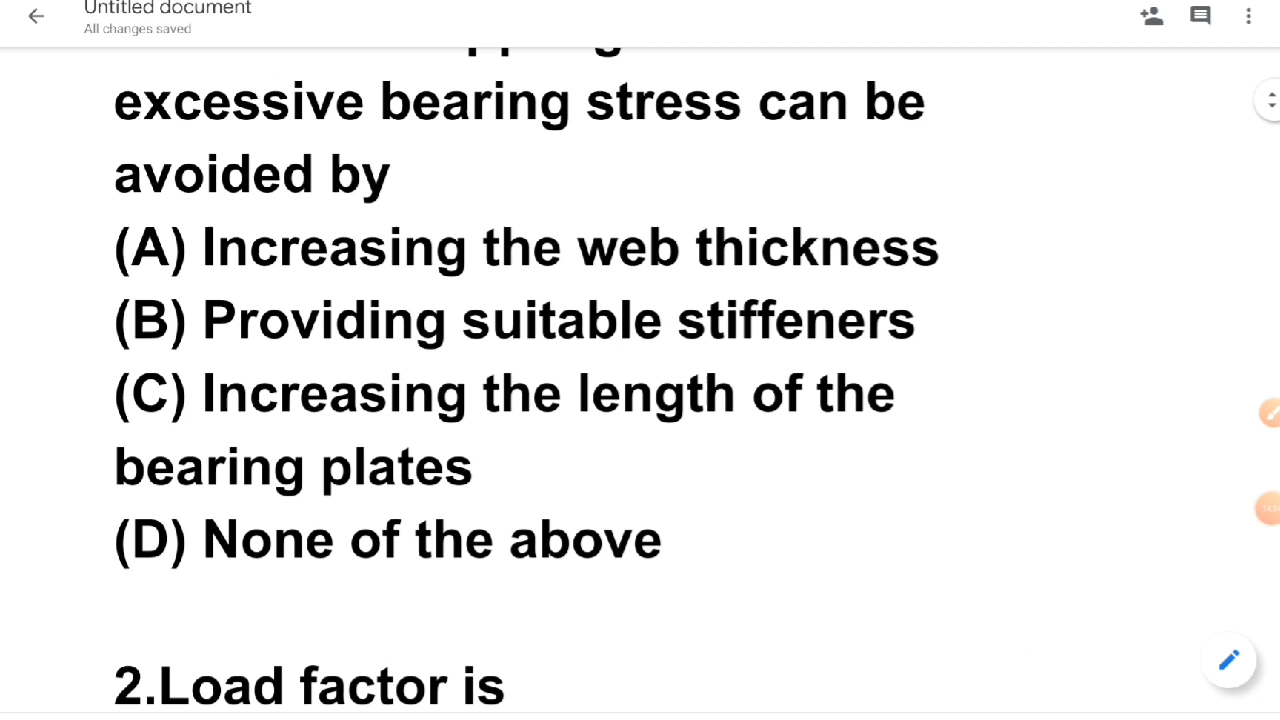 Untitled document
All changes saved
excessive bearing stress can be
avoided by
(A) Increasing the web thickness
(B) Providing suitable stiffeners
(C) Increasing the length of the
bearing plates
(D) None of the above
2.Load factor is